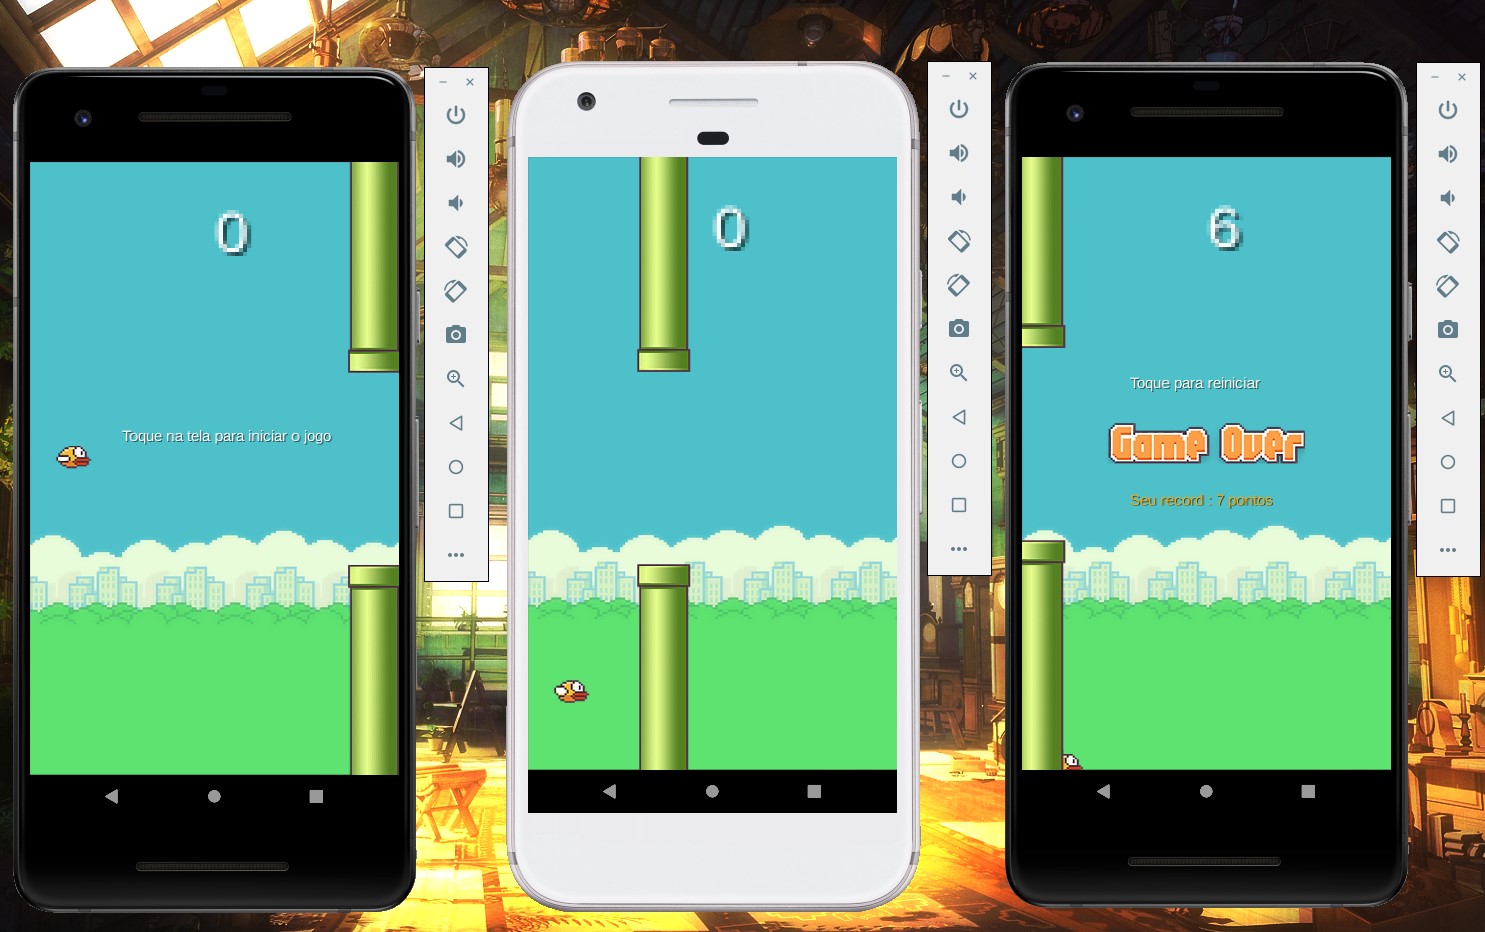 0
Toque na tela para iniciar o jogo
0
6
Toque para reiniciar
Game Over
Seu record : 7 pontos